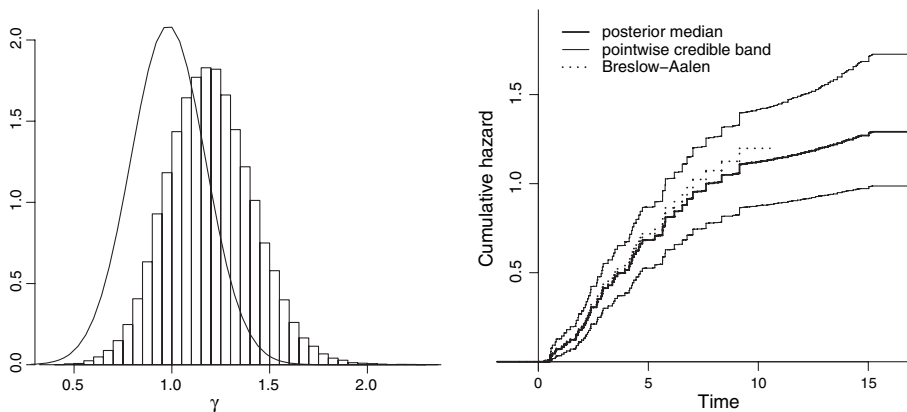 2.0
1.5
1.0
0.5
0.0
0.5
1.0
1.5
2.0
γ
posterior median
pointwise credible band
Breslow–Aalen
Cumulative hazard
1.5
1.0
0.5
0
5
10
15
Time